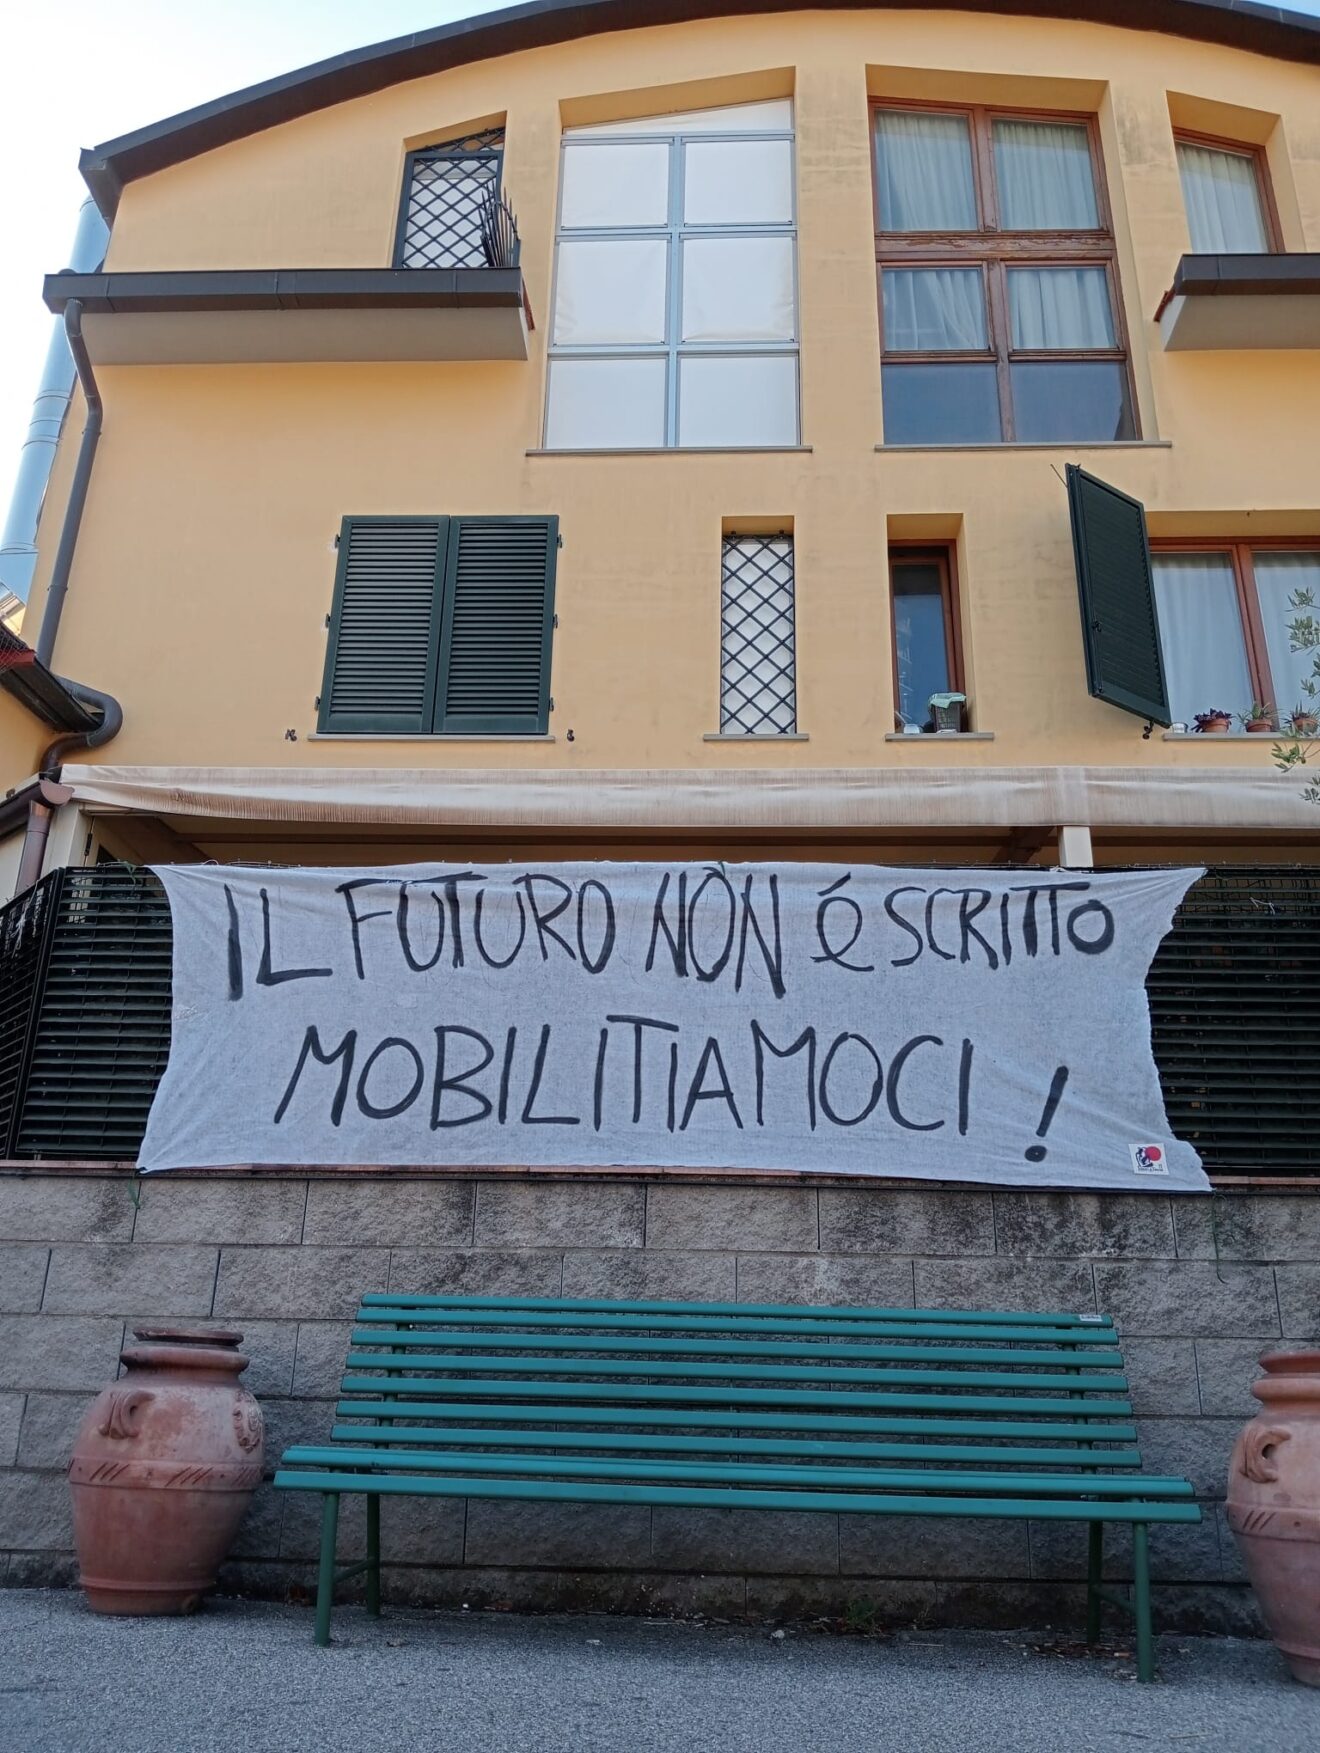 IL FUTURO NON É SCRITTO
MOBILITIAMOCI !